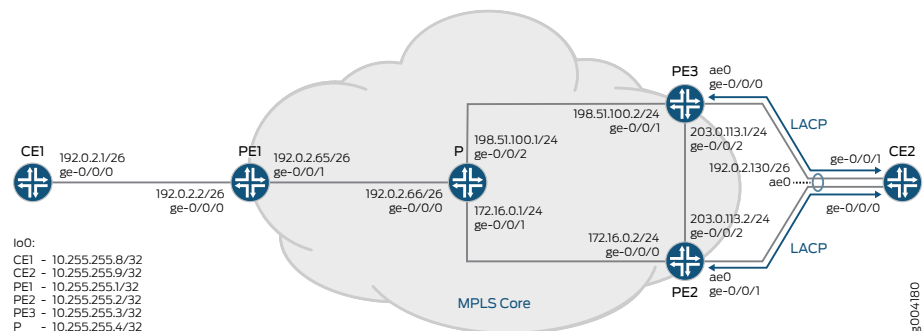 CE1
192.0.2.1/26
ge-0/0/0
192.0.2.2/26
ge-0/0/0
PE1
192.0.2.65/26
ge-0/0/1
192.0.2.66/26
ge-0/0/0
P
198.51.100.1/24
ge-0/0/2
172.16.0.1/24
ge-0/0/1
198.51.100.2/24
ge-0/0/1
PE3
ae0
ge-0/0/0
203.0.113.1/24
ge-0/0/2
LACP
192.0.2.130/26
ae0
ge-0/0/1
CE2
ge-0/0/0
203.0.113.2/24
ge-0/0/2
172.16.0.2/24
ge-0/0/0
LACP
ae0
ge-0/0/1
PE2
MPLS Core
lo0:
CE1 - 10.255.255.8/32
CE2 - 10.255.255.9/32
PE1 - 10.255.255.1/32
PE2 - 10.255.255.2/32
PE3 - 10.255.255.3/32
P - 10.255.255.4/32
g004180